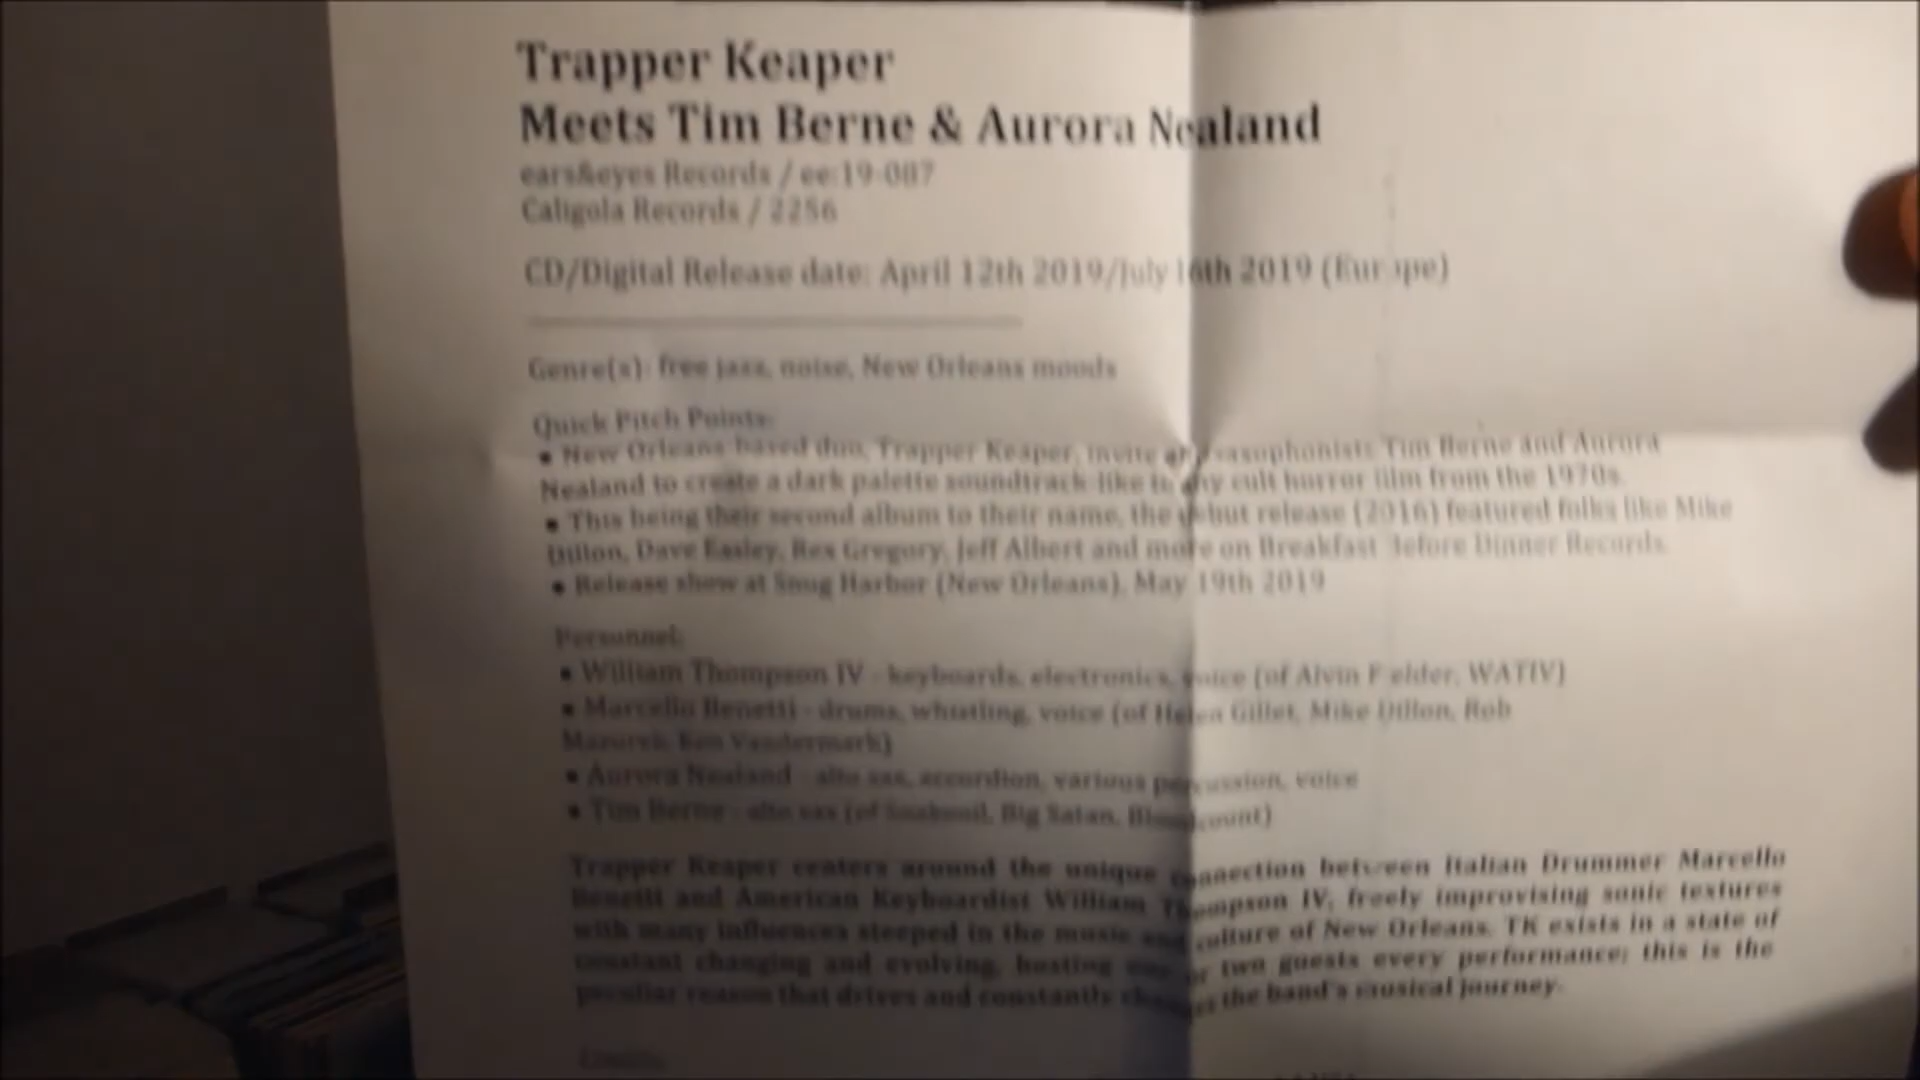 Trapper Keaper
Meets Tim Berne & Aurora Nealand
ears&eyes Records / ee:19-087
Caligola Records / 2256
CD/Digital Release date: April 12th 2019/July 16th 2019 (Europe)
Genre(s): free jazz, noise, New Orleans moods
Quick Pitch Points:
• New Orleans-based duo, Trapper Keaper, invite saxophonists Tim Berne and Aurora
Nealand to create a dark palette soundtrack-like to any cult horror film from the 1970s.
• This being their second album to their name, the debut release (2016) featured folks like Mike
Dillon, Dave Easley, Rex Gregory, Jeff Albert and more on Breakfast Before Dinner Records.
• Release show at Snug Harbor (New Orleans), May 19th 2019
Personnel:
• William Thompson IV - keyboards, electronics, voice (of Alvin Fielder, WATIV)
• Marcello Benetti - drums, whistling, voice (of Helen Gillet, Mike Dillon, Rob
Mazurek, Ken Vandermark)
• Aurora Nealand - alto sax, accordion, various percussion, voice
• Tim Berne - alto sax (of Snakeoil, Big Satan, Bloodcount)
Trapper Keaper centers around the unique connection between Italian Drummer Marcello
Benetti and American Keyboardist William Thompson IV, freely improvising sonic textures
with many influences steeped in the music and culture of New Orleans. TK exists in a state of
constant changing and evolving, hosting one or two guests every performance; this is the
peculiar reason that drives and constantly changes the band's musical journey.